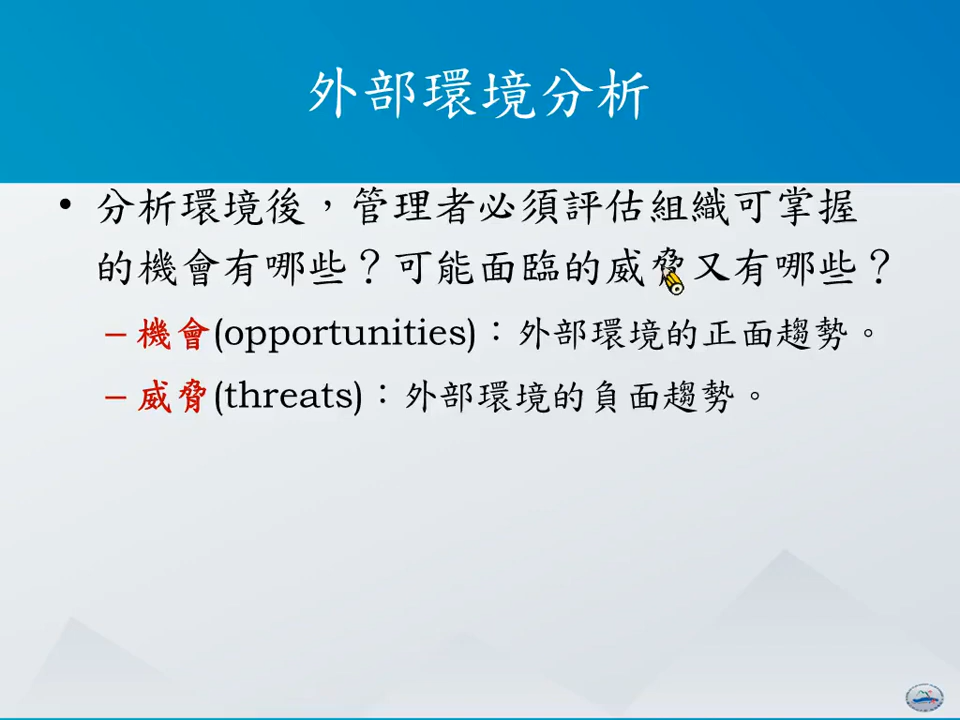 外部環境分析
• 分析環境後，管理者必須評估組織可掌握
的機會有哪些？可能面臨的威脅又有哪些？
– 機會(opportunities)：外部環境的正面趨勢。
– 威脅(threats)：外部環境的負面趨勢。